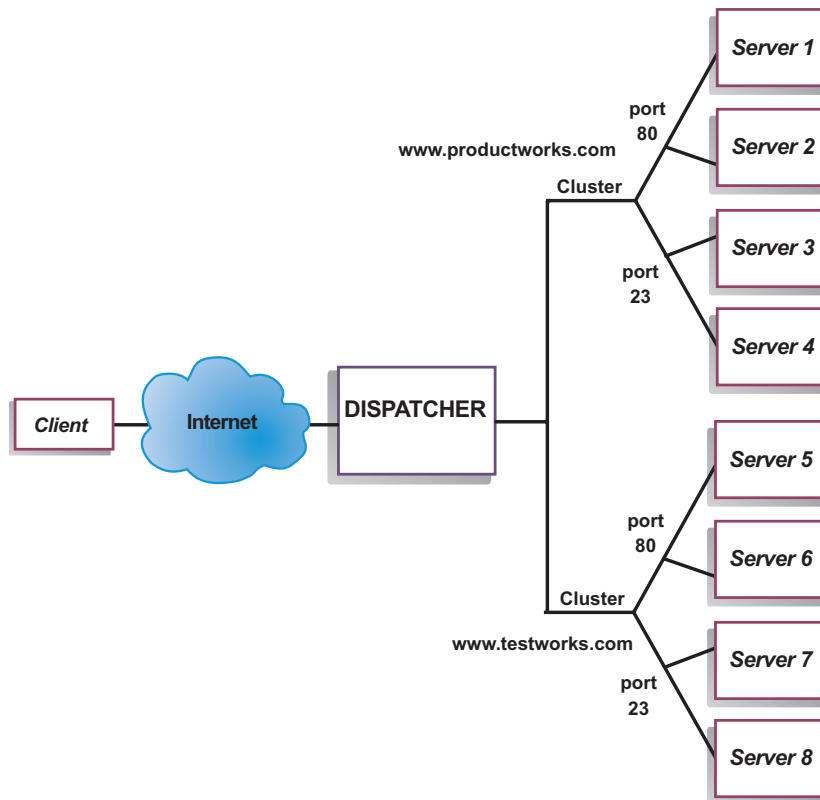 Server 1
port
80
www.productworks.com
Server 2
Cluster
Server 3
port
23
Server 4
Client
Internet
DISPATCHER
Server 5
port
80
Server 6
Cluster
www.testworks.com
Server 7
port
23
Server 8